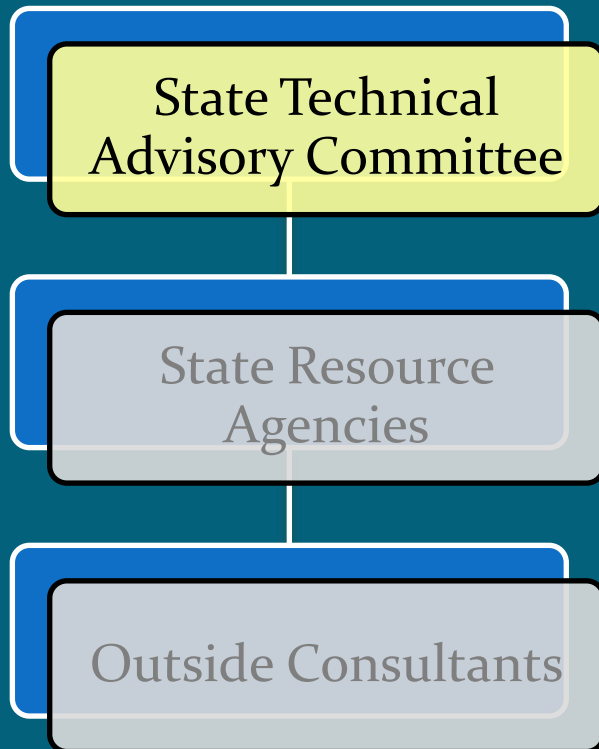 State Technical
Advisory Committee
State Resource
Agencies
Outside Consultants